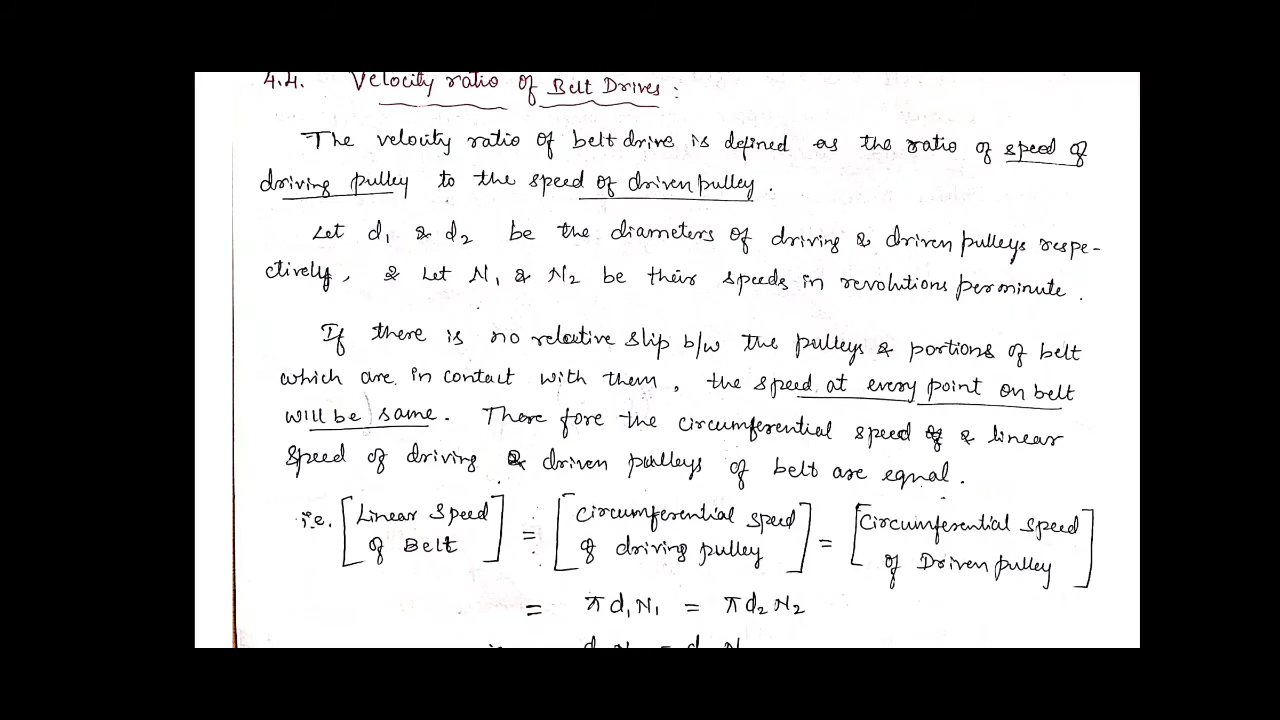 4.4. Velocity ratio of Belt Drives :
The velocity ratio of belt drive is defined as the ratio of speed of
driving pulley to the speed of driven pulley .
Let d1 & d2 be the diameters of driving & driven pulleys respe-
ctively, & Let N1 & N2 be their speeds in revolutions per minute .
If there is no relative slip b/w the pulleys & portions of belt
which are in contact with them, the speed at every point on belt
will be same. There fore the circumferential speed & linear
speed of driving & driven pulleys of belt are equal.
i.e. [Linear Speed of Belt] = [Circumferential speed of driving pulley] = [Circumferential speed of Driven pulley]
= π d1 N1 = π d2 N2